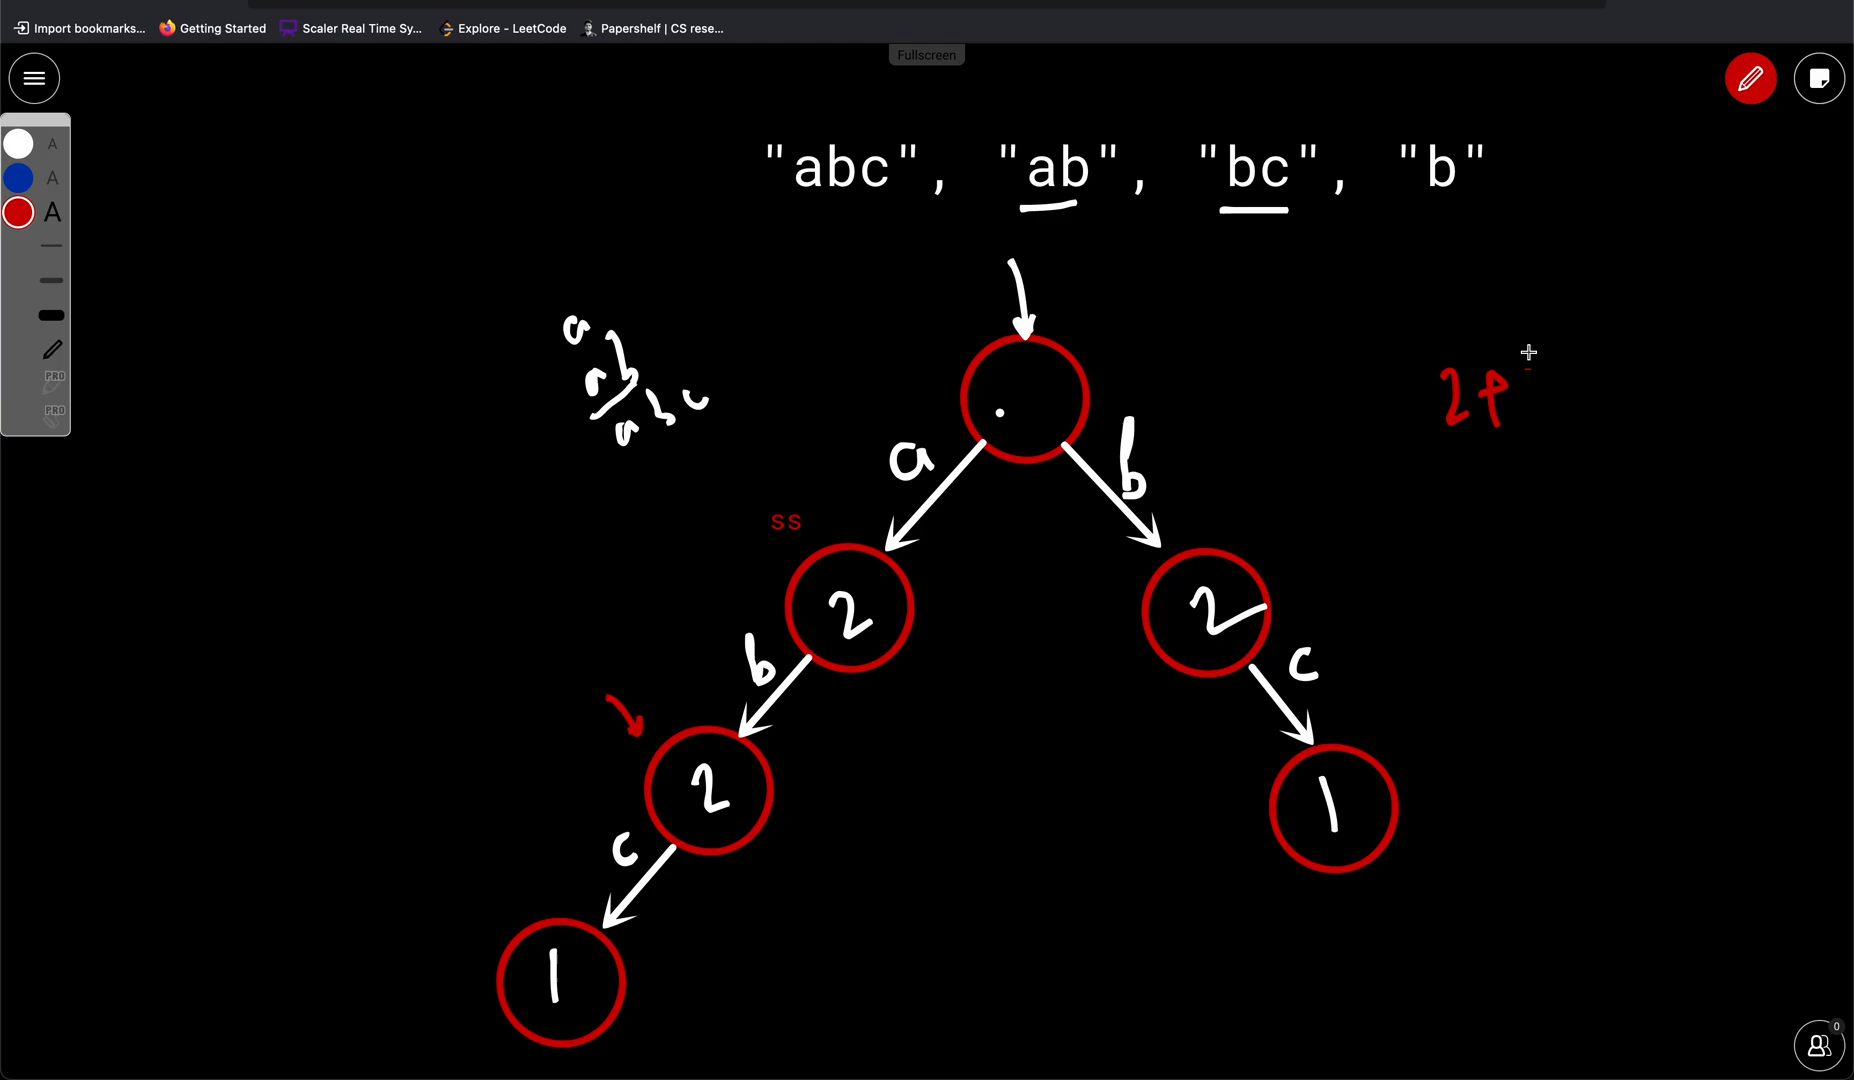 Import bookmarks... Getting Started Scaler Real Time Sy... Explore - LeetCode Papershelf | CS rese...
Fullscreen
A
A
A
PRO
PRO
"abc", "ab", "bc", "b"
a
a b
a b c
2p
a
b
ss
2
2
b
c
2
1
c
1
0